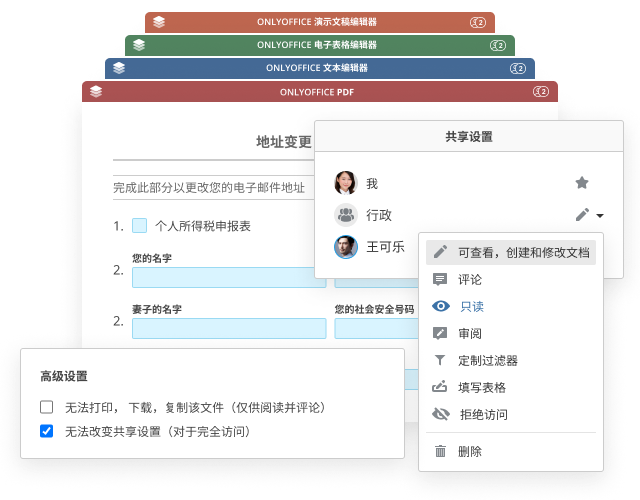 ONLYOFFICE 演示文稿编辑器
2
ONLYOFFICE 电子表格编辑器
2
ONLYOFFICE 文本编辑器
2
ONLYOFFICE PDF
2
地址变更
完成此部分以更改您的电子邮件地址
1. 个人所得税申报表
您的名字
2.
妻子的名字
您的社会安全号码
2.
共享设置
我
行政
王可乐
可查看，创建和修改文档
评论
只读
审阅
定制过滤器
填写表格
拒绝访问
删除
高级设置
无法打印， 下载，复制该文件（仅供阅读并评论）
无法改变共享设置（对于完全访问）